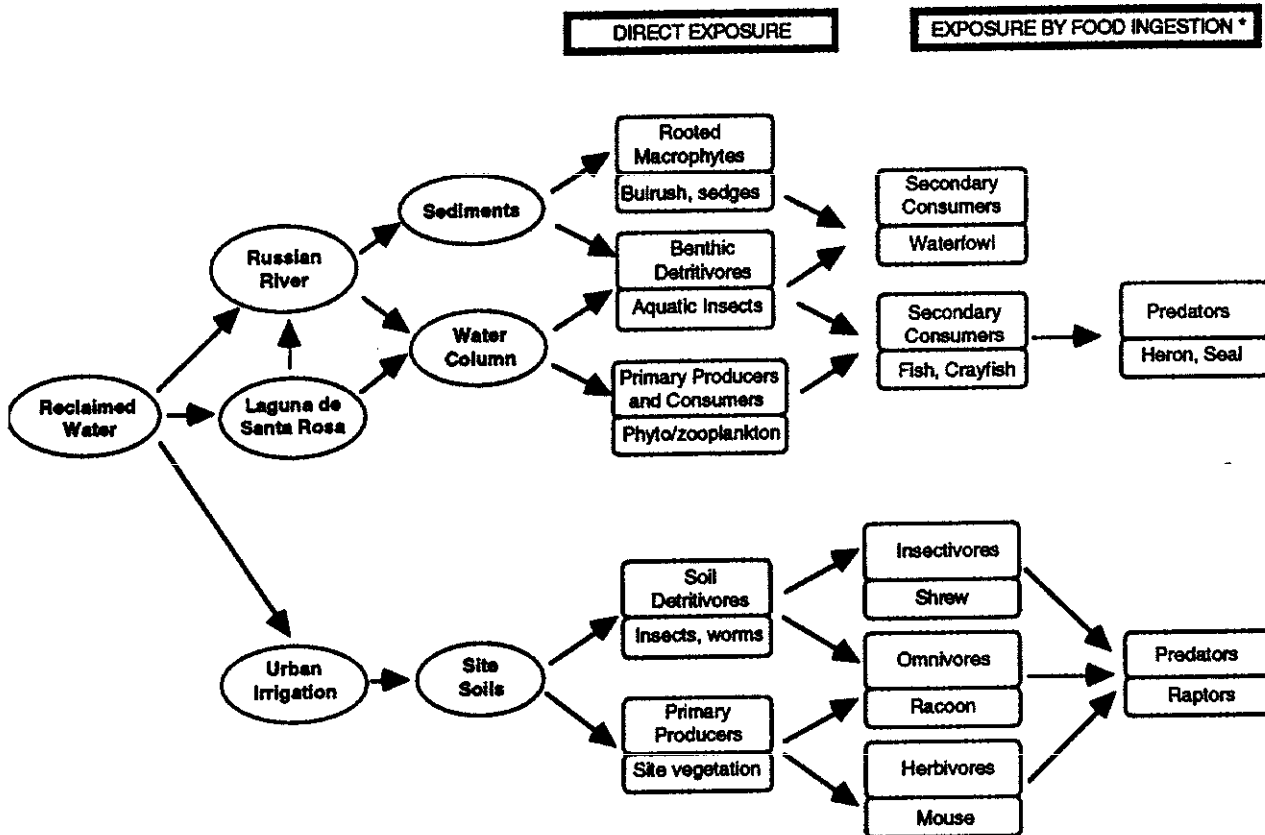 DIRECT EXPOSURE
EXPOSURE BY FOOD INGESTION *
Rooted
Macrophytes
Bulrush, sedges
Secondary
Consumers
Waterfowl
Sediments
Russian
River
Benthic
Detritivores
Aquatic Insects
Water
Column
Secondary
Consumers
Fish, Crayfish
Predators
Heron, Seal
Reclaimed
Water
Laguna de
Santa Rosa
Primary Producers
and Consumers
Phyto/zooplankton
Soil
Detritivores
Insects, worms
Insectivores
Shrew
Urban
Irrigation
Site
Soils
Omnivores
Racoon
Predators
Raptors
Primary
Producers
Site vegetation
Herbivores
Mouse